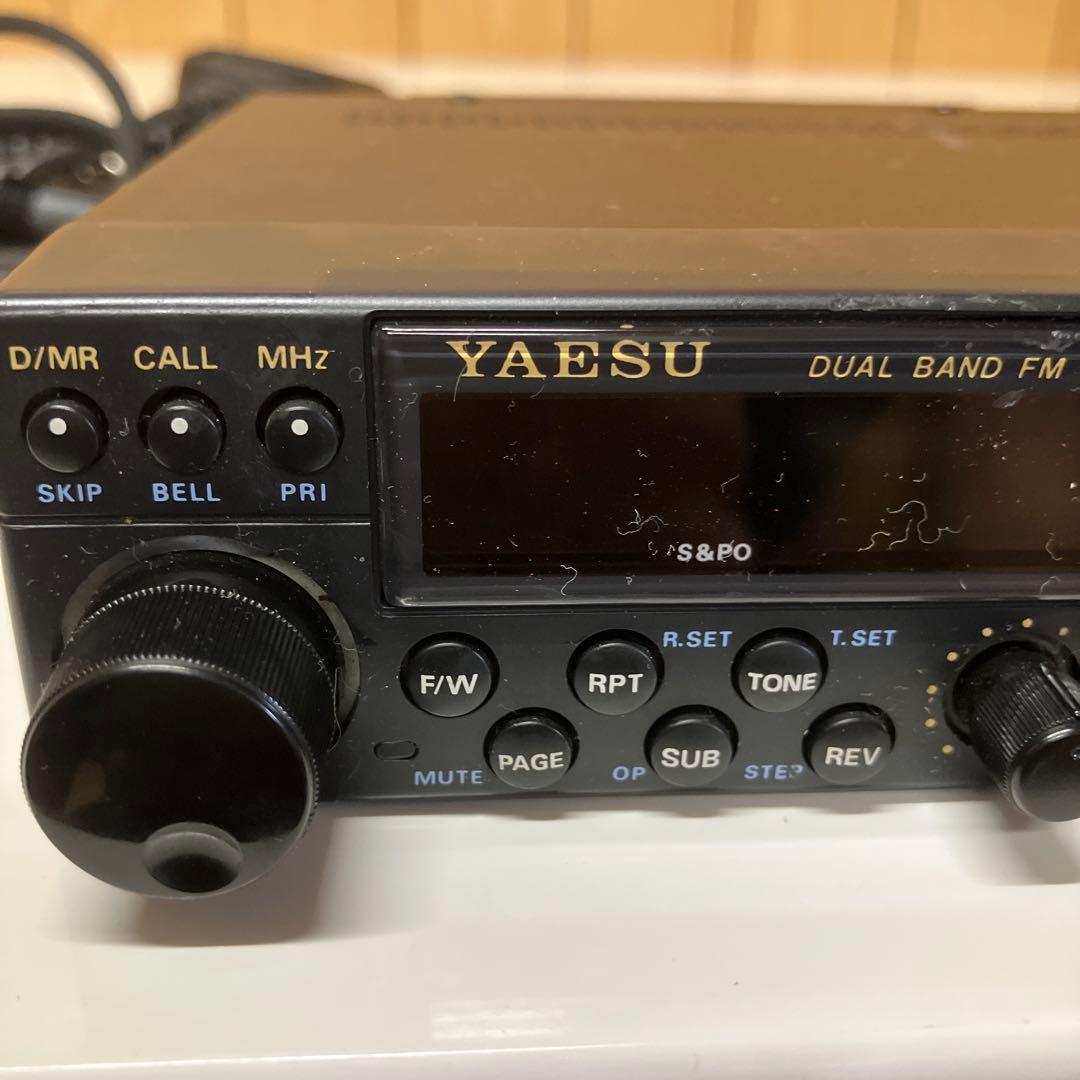 D/MR CALL MHz
SKIP BELL PRI
YAESU DUAL BAND FM
S&PO
R.SET T.SET
F/W RPT TONE
MUTE PAGE OP SUB STEP REV